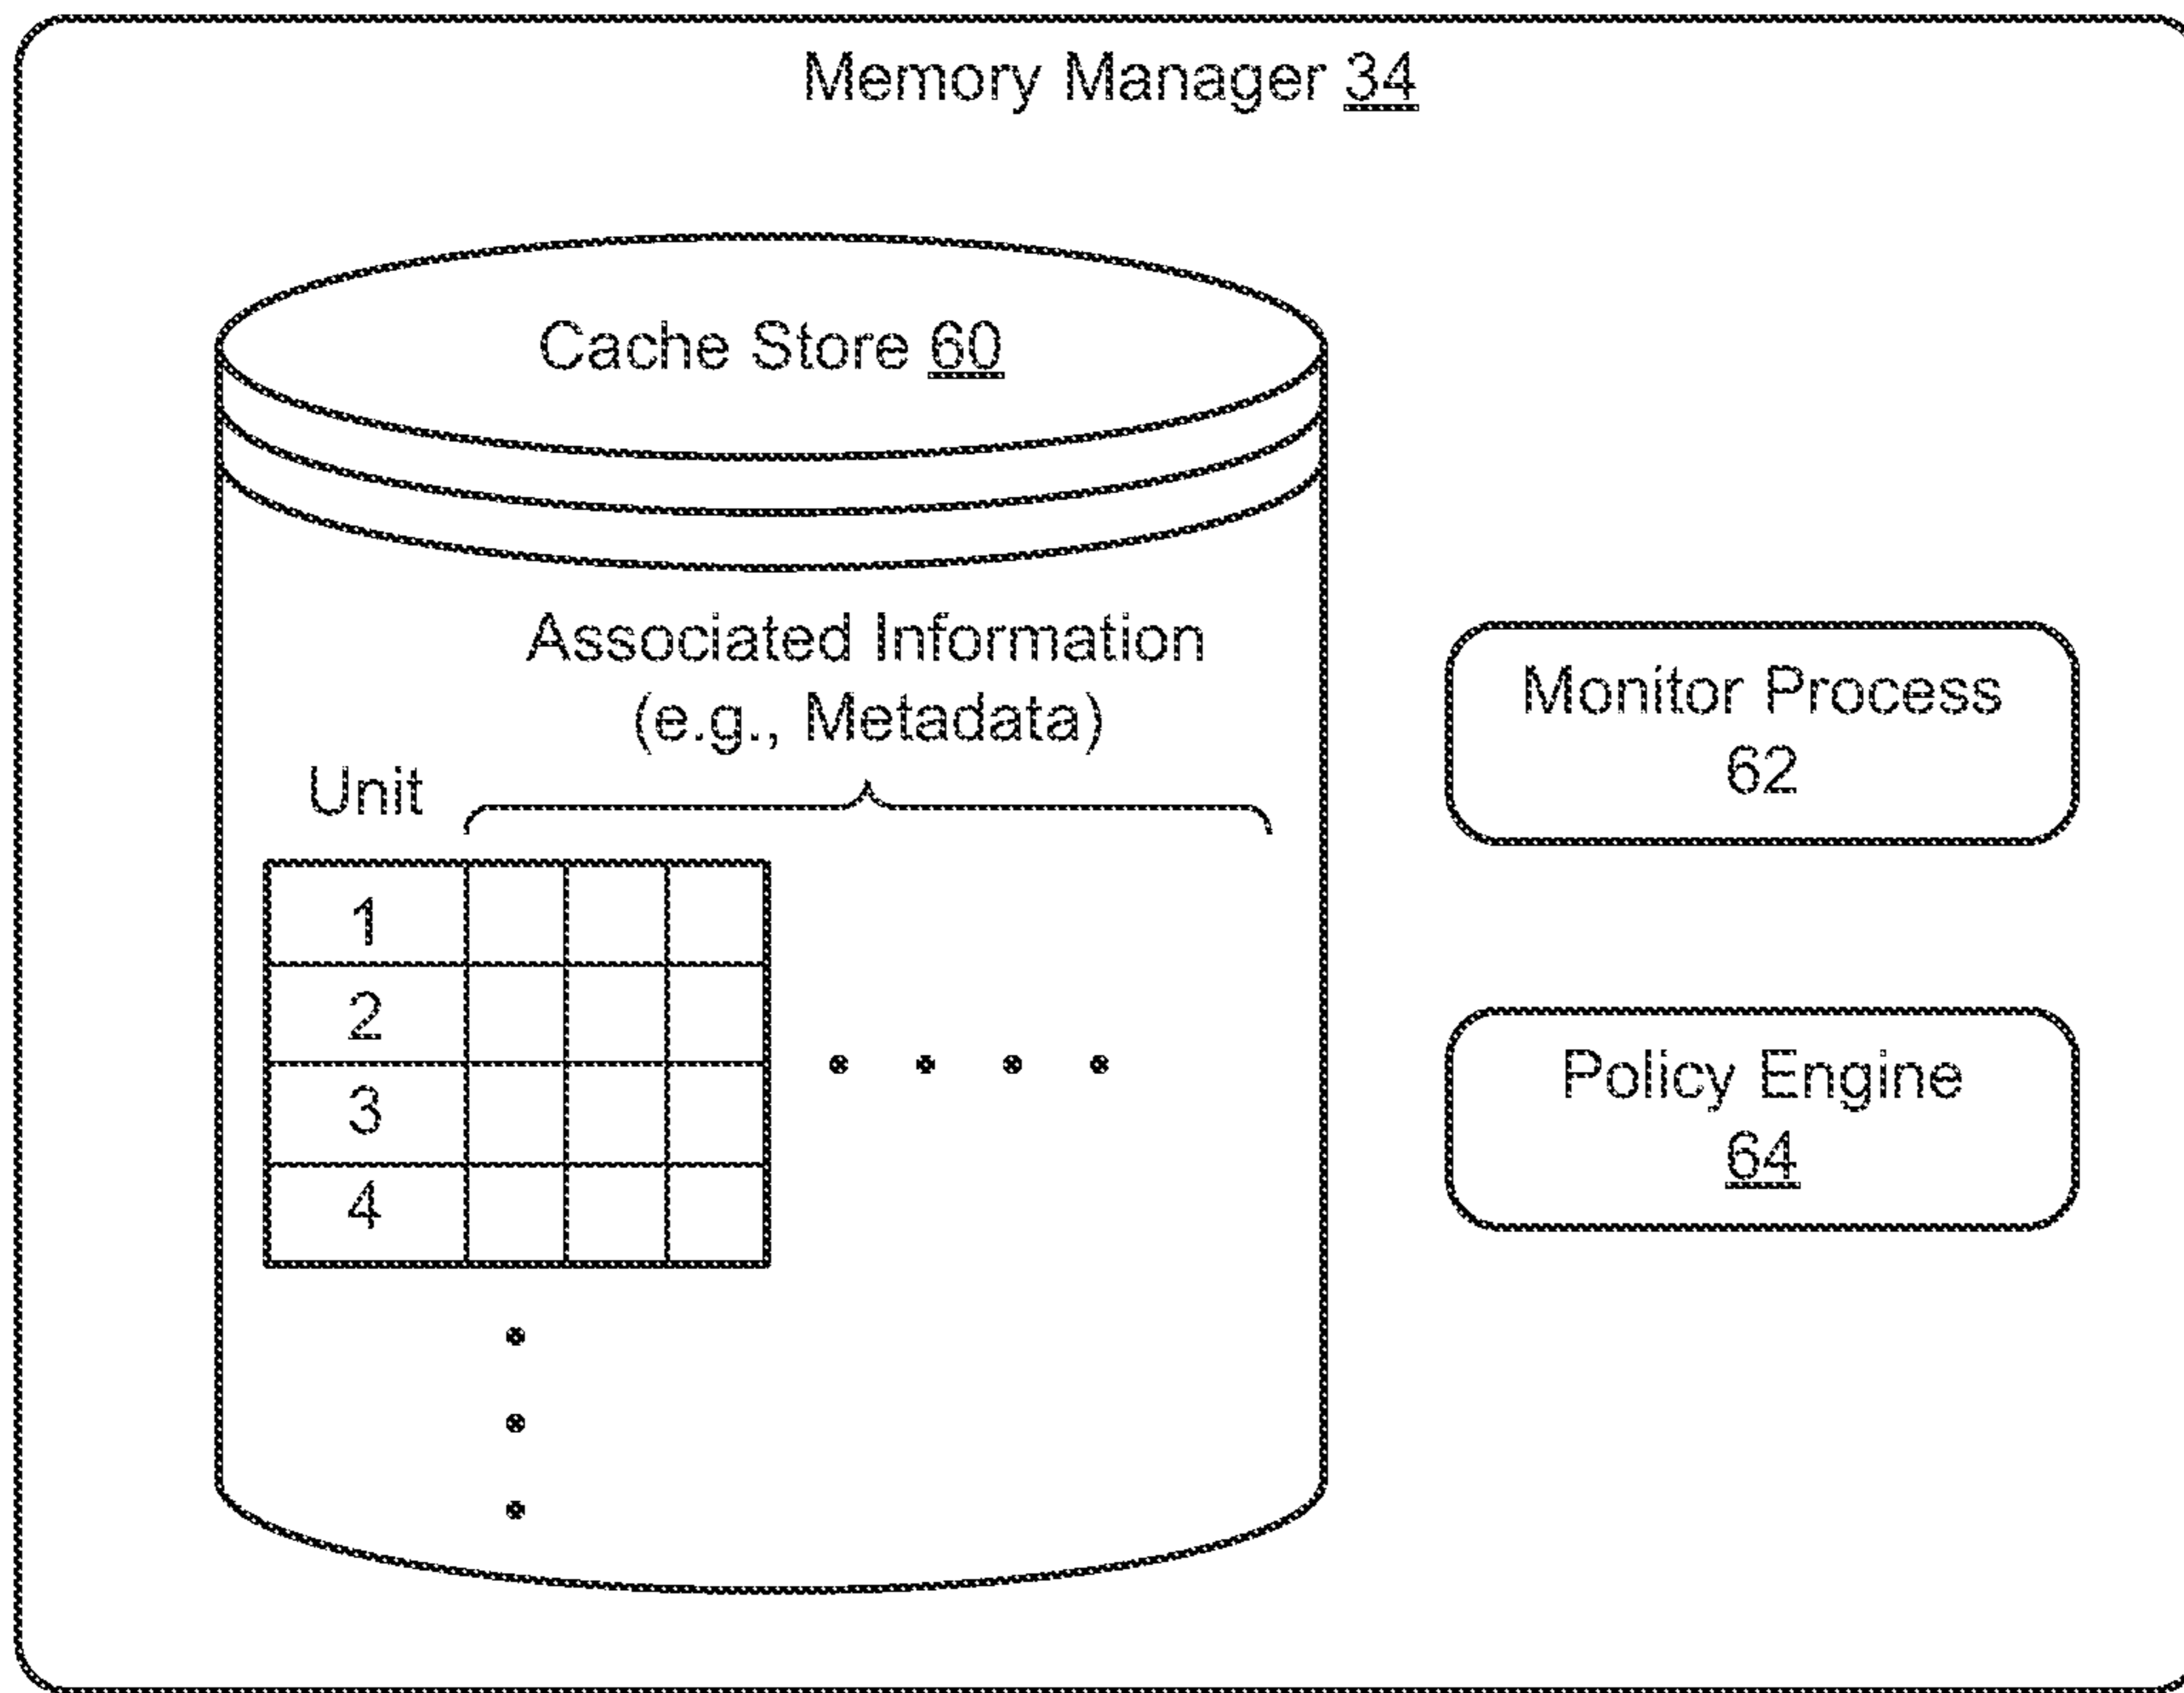 Memory Manager 34
Cache Store 60
Associated Information
(e.g., Metadata)
Unit
1
2
3
4
Monitor Process
62
Policy Engine
64